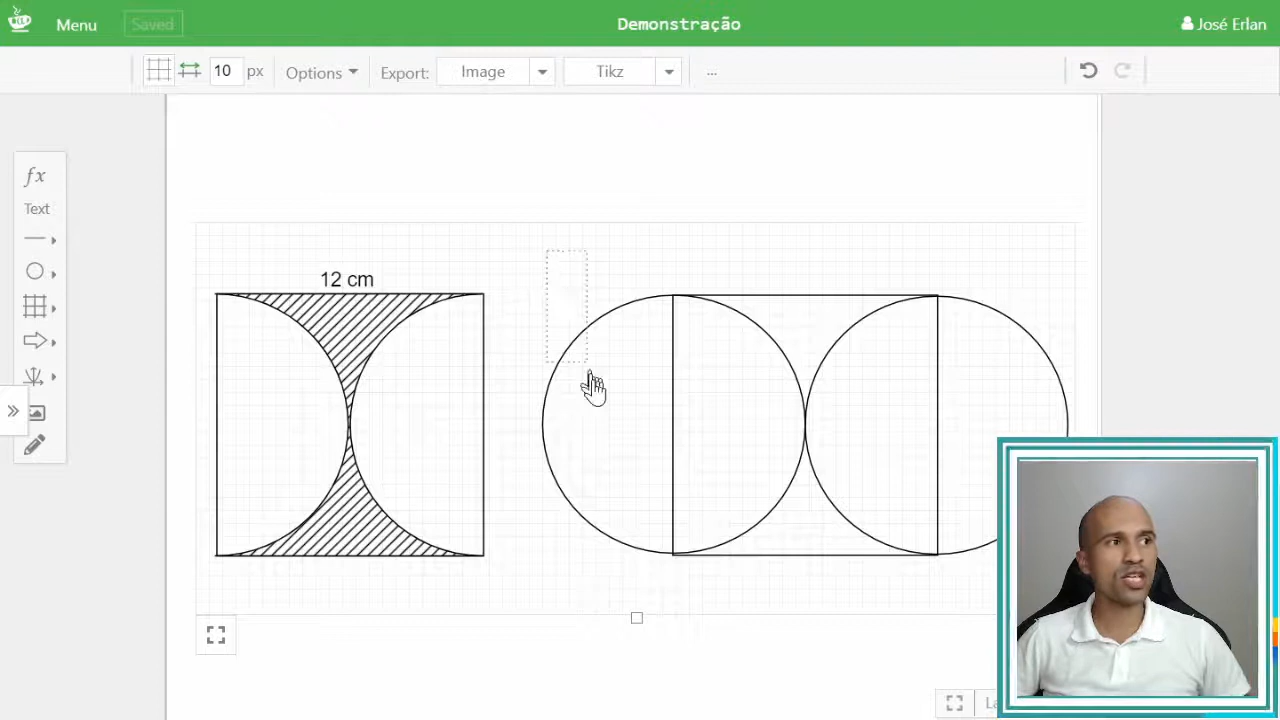 Menu
Saved
Demonstração
José Erlan
10 px
Options
Export:
Image
Tikz
...
fx
Text
12 cm